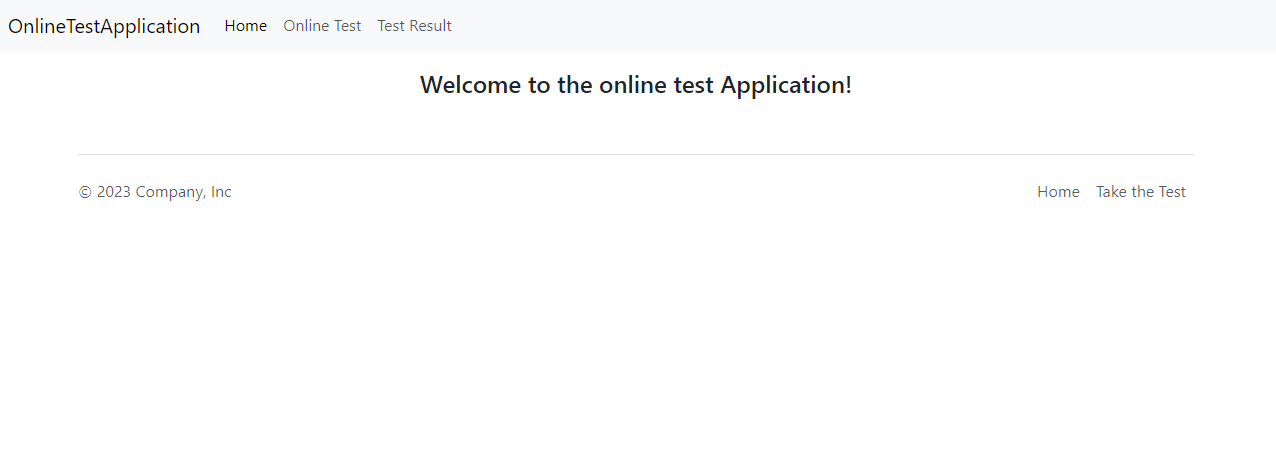 OnlineTestApplication Home Online Test Test Result
Welcome to the online test Application!
© 2023 Company, Inc Home Take the Test